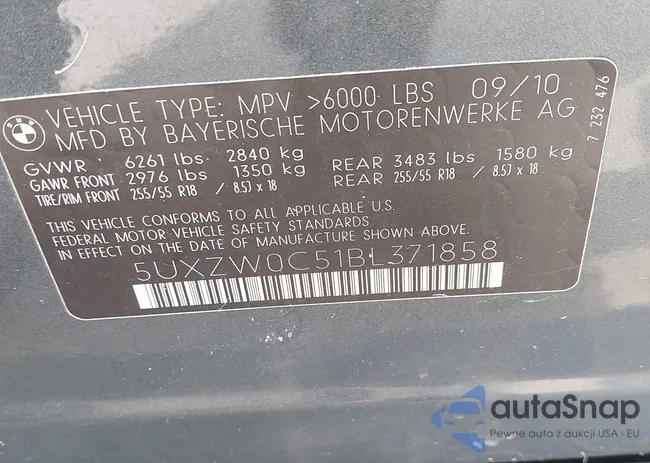 BMW
VEHICLE TYPE: MPV >6000 LBS 09/10
MFD BY BAYERISCHE MOTORENWERKE AG
GVWR : 6261 lbs 2840 kg
GAWR FRONT 2976 lbs 1350 kg REAR 3483 lbs 1580 kg
TIRE/RIM FRONT 255/55 R18 / 8.5J x 18 REAR 255/55 R18 / 8.5J x 18
THIS VEHICLE CONFORMS TO ALL APPLICABLE U.S.
FEDERAL MOTOR VEHICLE SAFETY STANDARDS
IN EFFECT ON THE DATE OF MANUFACTURE SHOWN ABOVE.
5UXZW0C51BL371858
7 232 476
autaSnap
Pewne auta z aukcji USA i EU